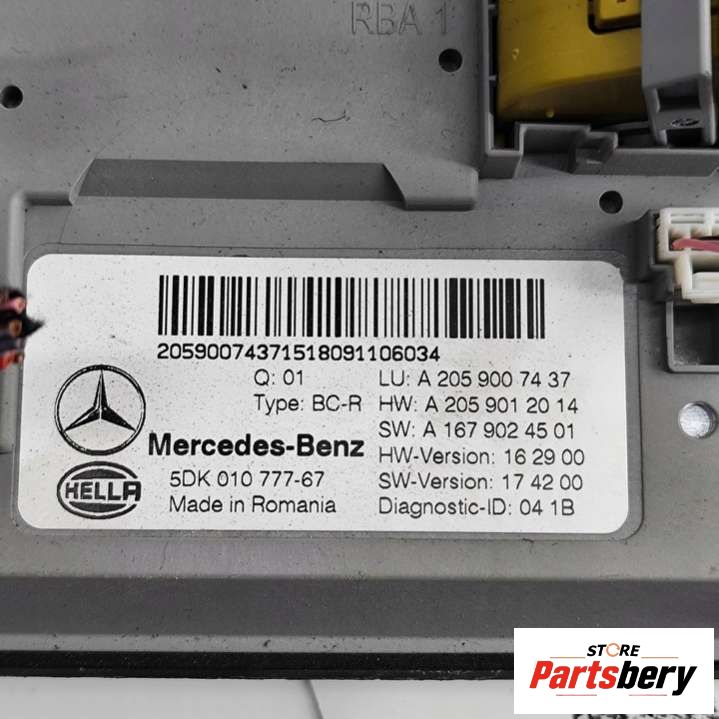 RBA 1
2059007437151809110 6034
Q: 01
LU: A 205 900 74 37
Type: BC-R
HW: A 205 901 20 14
SW: A 167 902 45 01
Mercedes-Benz
HW-Version: 16 29 00
HELLA
5DK 010 777-67
SW-Version: 17 42 00
Made in Romania
Diagnostic-ID: 04 1B
STORE
Partsbery